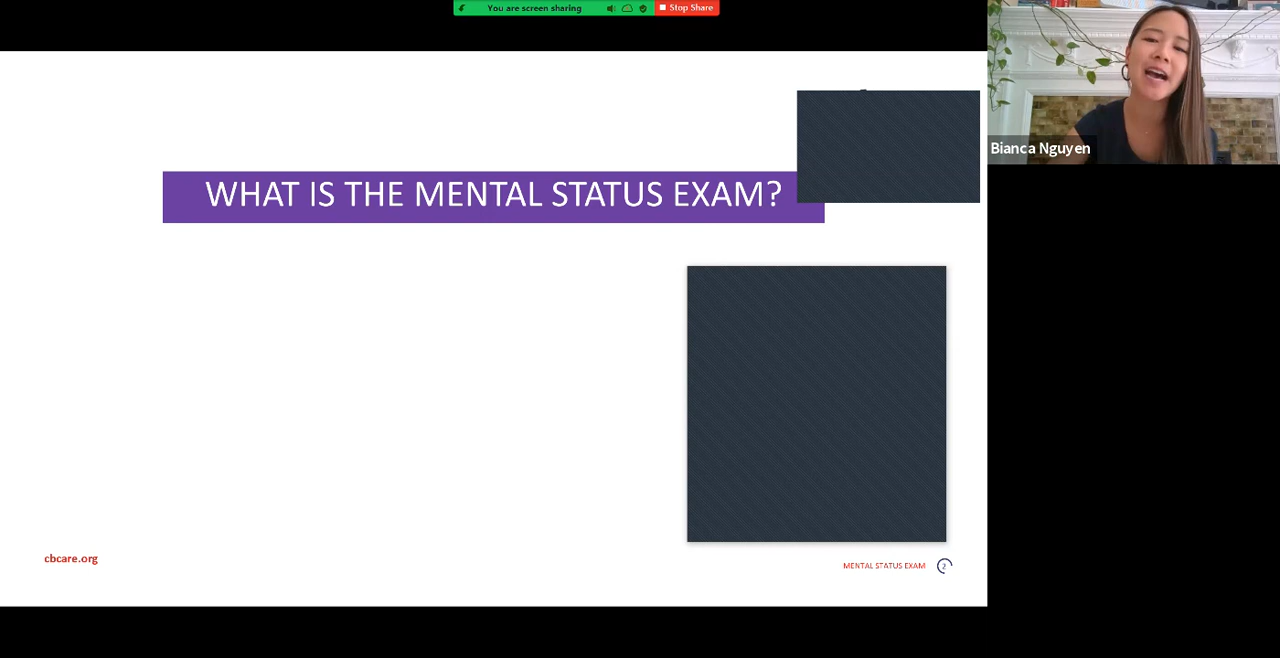 You are screen sharing
Stop Share
Bianca Nguyen
WHAT IS THE MENTAL STATUS EXAM?
cbcare.org
MENTAL STATUS EXAM 2